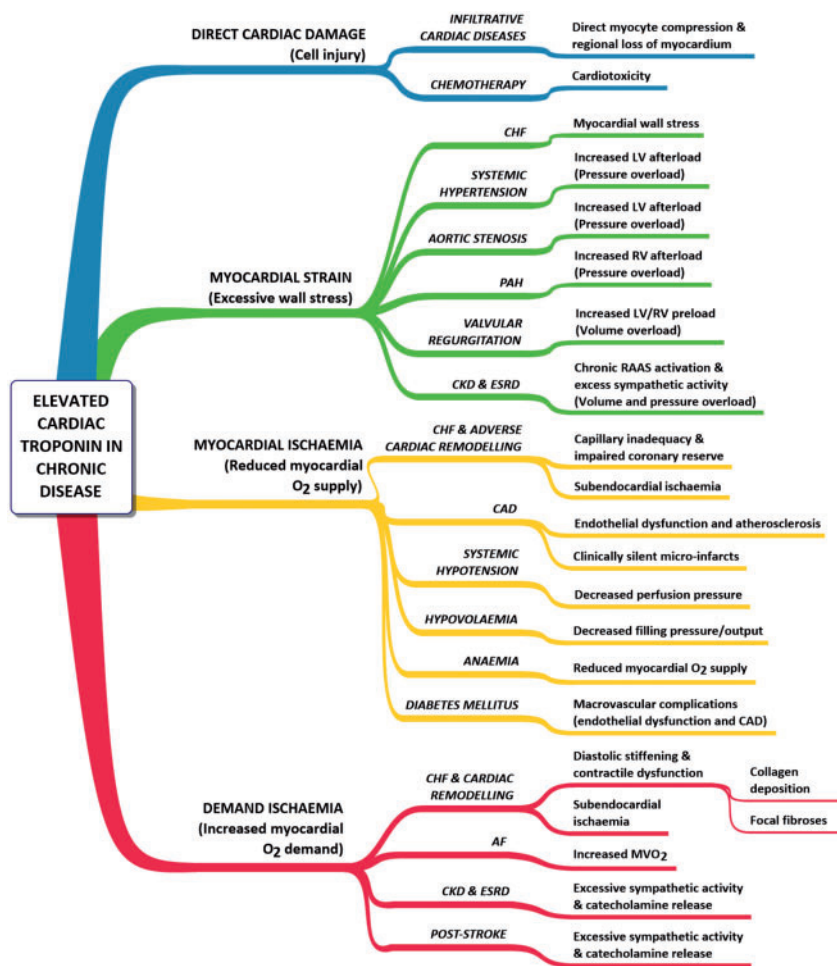 ELEVATED
CARDIAC
TROPONIN IN
CHRONIC
DISEASE
DIRECT CARDIAC DAMAGE
(Cell injury)
INFILTRATIVE
CARDIAC DISEASES
Direct myocyte compression &
regional loss of myocardium
CHEMOTHERAPY
Cardiotoxicity
MYOCARDIAL STRAIN
(Excessive wall stress)
CHF
Myocardial wall stress
SYSTEMIC
HYPERTENSION
Increased LV afterload
(Pressure overload)
AORTIC STENOSIS
Increased LV afterload
(Pressure overload)
PAH
Increased RV afterload
(Pressure overload)
VALVULAR
REGURGITATION
Increased LV/RV preload
(Volume overload)
CKD & ESRD
Chronic RAAS activation &
excess sympathetic activity
(Volume and pressure overload)
MYOCARDIAL ISCHAEMIA
(Reduced myocardial
O2 supply)
CHF & ADVERSE
CARDIAC REMODELLING
Capillary inadequacy &
impaired coronary reserve
Subendocardial ischaemia
CAD
Endothelial dysfunction and atherosclerosis
Clinically silent micro-infarcts
SYSTEMIC
HYPOTENSION
Decreased perfusion pressure
HYPOVOLAEMIA
Decreased filling pressure/output
ANAEMIA
Reduced myocardial O2 supply
DIABETES MELLITUS
Macrovascular complications
(endothelial dysfunction and CAD)
DEMAND ISCHAEMIA
(Increased myocardial
O2 demand)
CHF & CARDIAC
REMODELLING
Diastolic stiffening &
contractile dysfunction
Collagen
deposition
Focal fibroses
Subendocardial
ischaemia
AF
Increased MVO2
CKD & ESRD
Excessive sympathetic activity
& catecholamine release
POST-STROKE
Excessive sympathetic activity
& catecholamine release